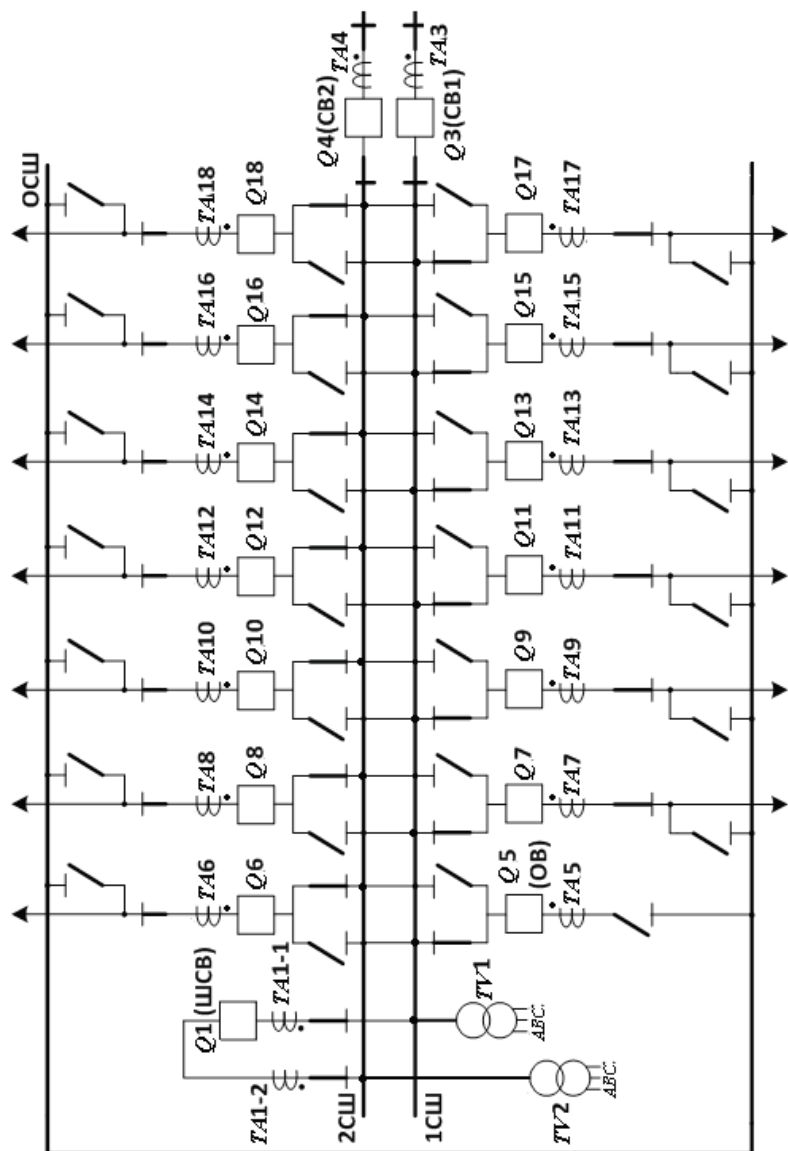 TA4
TA3
Q4(СВ2)
Q3(СВ1)
ОСШ
TA18
Q18
Q17
TA17
TA16
Q16
Q15
TA15
TA14
Q14
Q13
TA13
TA12
Q12
Q11
TA11
TA10
Q10
Q9
TA9
TA8
Q8
Q7
TA7
TA6
Q6
Q5
(ОВ)
TA5
Q1 (ШСВ)
TA1-1
TV1
ABC.
TA1-2
2СШ
1СШ
TV2
ABC.